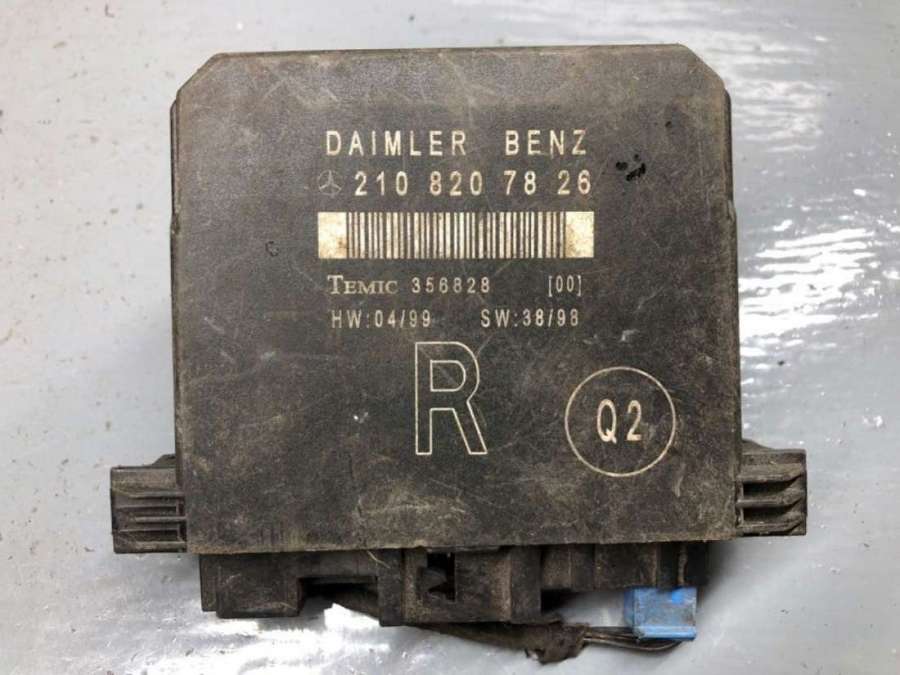 DAIMLER BENZ
210 820 78 26
TEMIC 356828 [00]
HW:04/99 SW:38/98
R
Q2